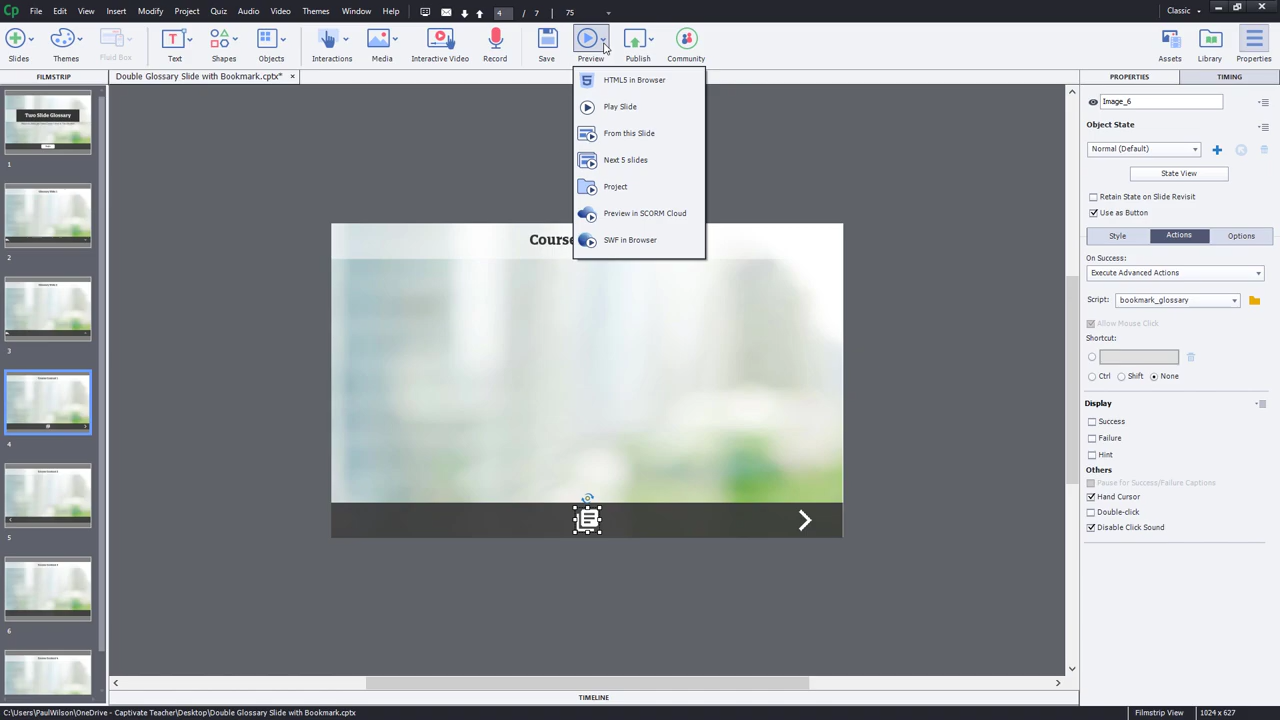 Cp File Edit View Insert Modify Project Quiz Audio Video Themes Window Help 4 / 7 75 Classic
Slides Themes Fluid Box Text Shapes Objects Interactions Media Interactive Video Record Save Preview Publish Community Assets Library Properties
FILMSTRIP
Double Glossary Slide with Bookmark.cptx*
PROPERTIES TIMING
Two Slide Glossary
1
2
3
4
5
6
HTML5 in Browser
Play Slide
From this Slide
Next 5 slides
Project
Preview in SCORM Cloud
SWF in Browser
Course
Image_6
Object State
Normal (Default)
State View
Retain State on Slide Revisit
Use as Button
Style Actions Options
On Success:
Execute Advanced Actions
Script: bookmark_glossary
Allow Mouse Click
Shortcut:
Ctrl Shift None
Display
Success
Failure
Hint
Others
Pause for Success/Failure Captions
Hand Cursor
Double-click
Disable Click Sound
TIMELINE
C:\Users\PaulWilson\OneDrive - Captivate Teacher\Desktop\Double Glossary Slide with Bookmark.cptx
Filmstrip View 1024 x 627